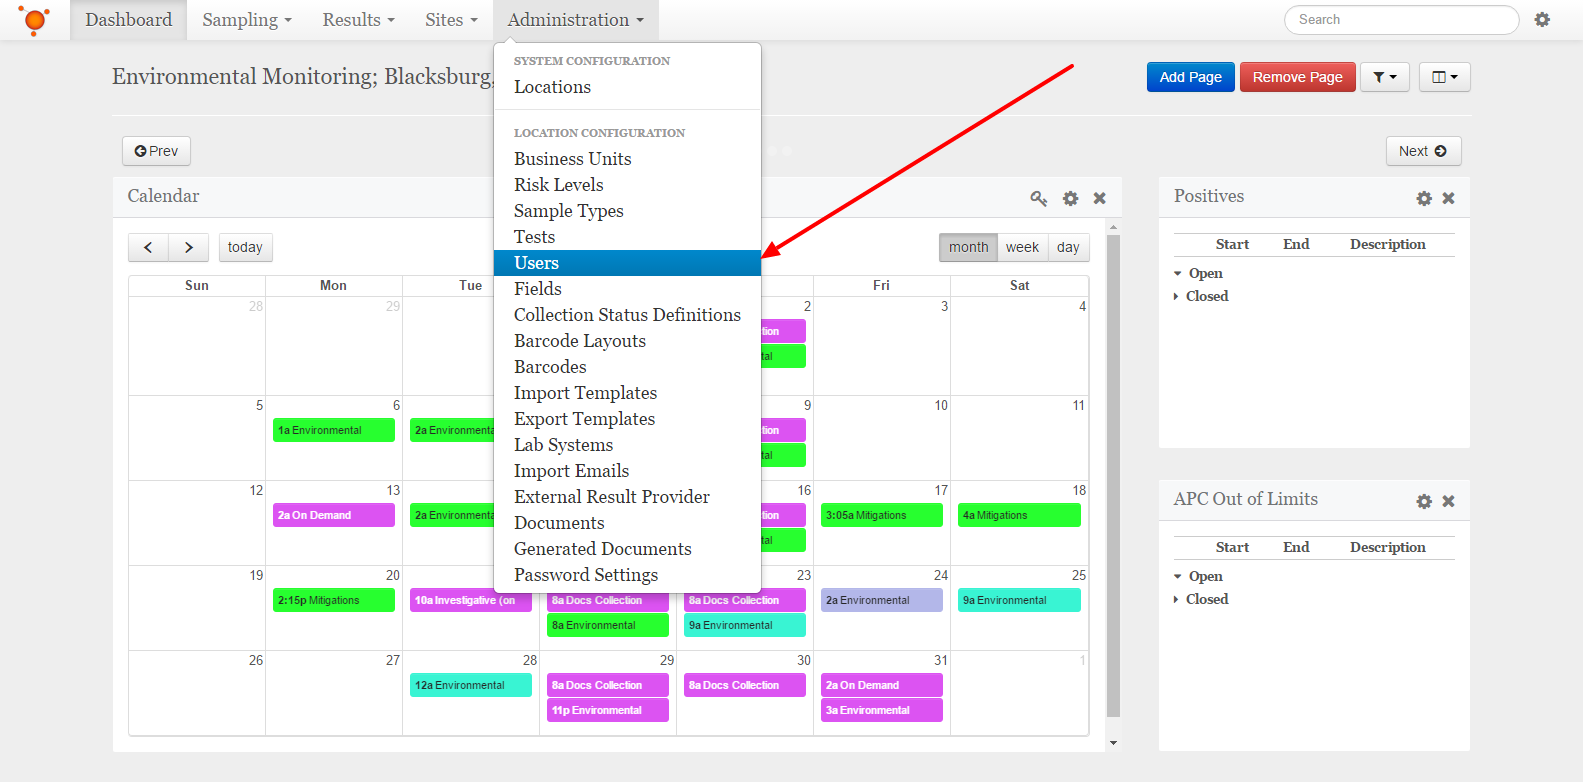 Dashboard Sampling Results Sites Administration Search
SYSTEM CONFIGURATION
Locations
LOCATION CONFIGURATION
Business Units
Risk Levels
Sample Types
Tests
Users
Fields
Collection Status Definitions
Barcode Layouts
Barcodes
Import Templates
Export Templates
Lab Systems
Import Emails
External Result Provider
Documents
Generated Documents
Password Settings
Environmental Monitoring; Blacksburg,
Add Page Remove Page
Prev Next
Calendar
today month week day
Sun Mon Tue Fri Sat
28 29 2 3 4
tion
tal
5 6 9 10 11
1a Environmental 2a Environmenta tion
tal
12 13 16 17 18
2a On Demand 2a Environmenta tion 3:05a Mitigations 4a Mitigations
tal
19 20 23 24 25
2:15p Mitigations 10a Investigative (on 8a Docs Collection 8a Docs Collection 2a Environmental 9a Environmental
8a Environmental 9a Environmental
26 27 28 29 30 31 1
12a Environmental 8a Docs Collection 8a Docs Collection 2a On Demand
11p Environmental 3a Environmental
Positives
Start End Description
Open
Closed
APC Out of Limits
Start End Description
Open
Closed